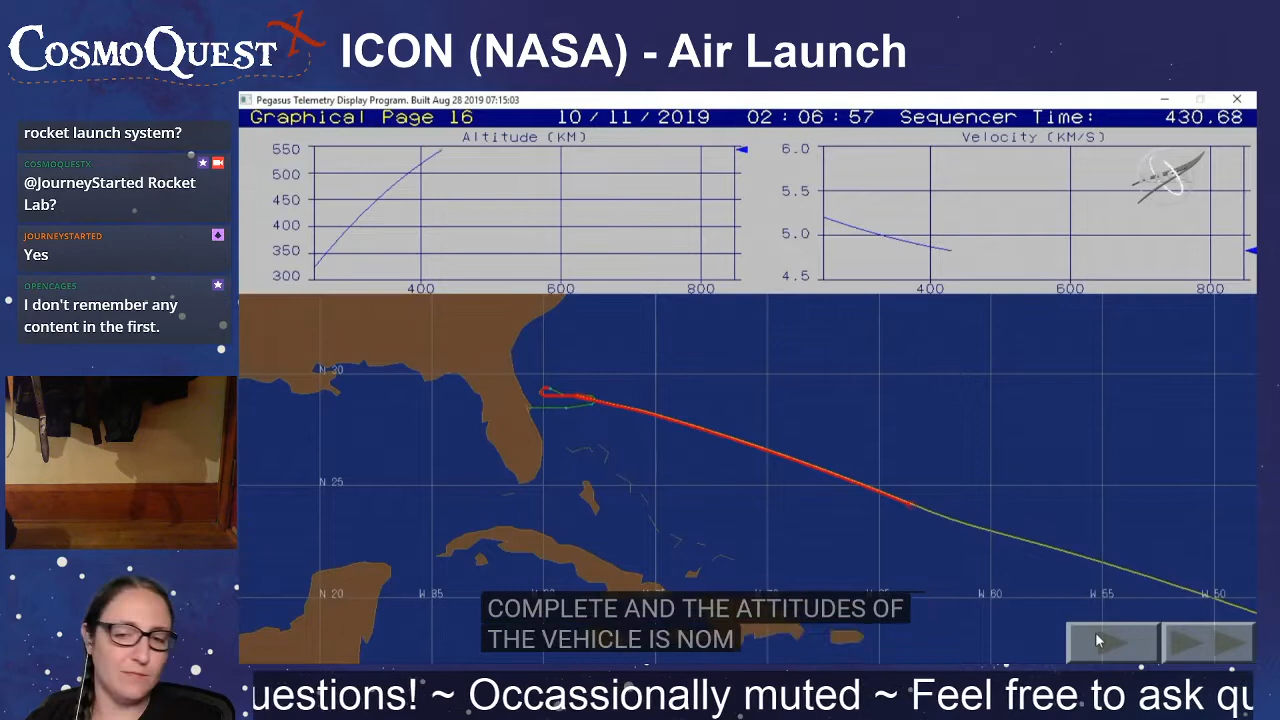 CosmoQuest X
ICON (NASA) - Air Launch
Pegasus Telemetry Display Program. Built Aug 28 2019 07:15:03
Graphical Page 16 10/11/2019 02:06:57 Sequencer Time: 430.68
Altitude (KM)
550
500
450
400
350
300
400 600 800
Velocity (KM/S)
6.0
5.5
5.0
4.5
400 600 800
rocket launch system?
COSMOQUESTX
@JourneyStarted Rocket
Lab?
JOURNEYSTARTED
Yes
OPENCAGES
I don't remember any
content in the first.
N 30
N 25
N 20 W 85 W 60 W 55 W 50
COMPLETE AND THE ATTITUDES OF
THE VEHICLE IS NOM
uestions! ~ Occassionally muted ~ Feel free to ask qu